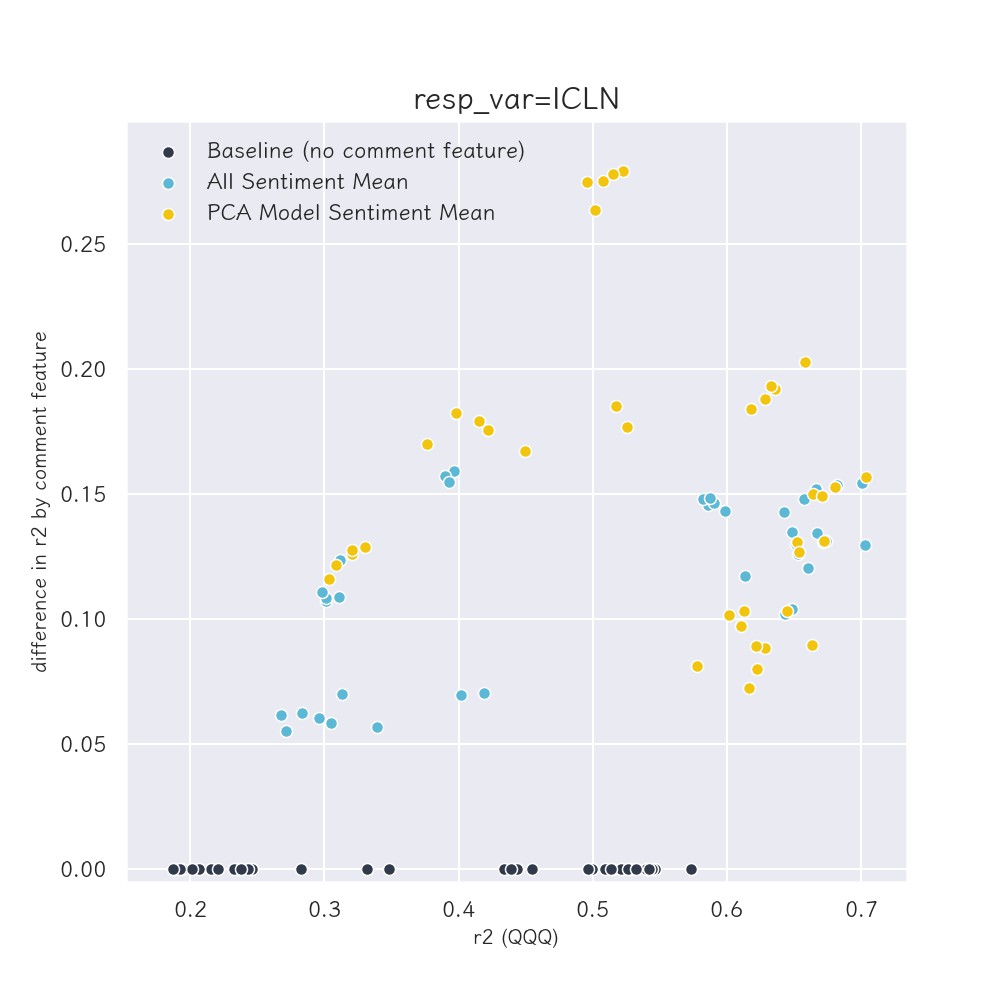 resp_var=ICLN
Baseline (no comment feature)
All Sentiment Mean
PCA Model Sentiment Mean
difference in r2 by comment feature
0.25
0.20
0.15
0.10
0.05
0.00
0.2 0.3 0.4 0.5 0.6 0.7
r2 (QQQ)